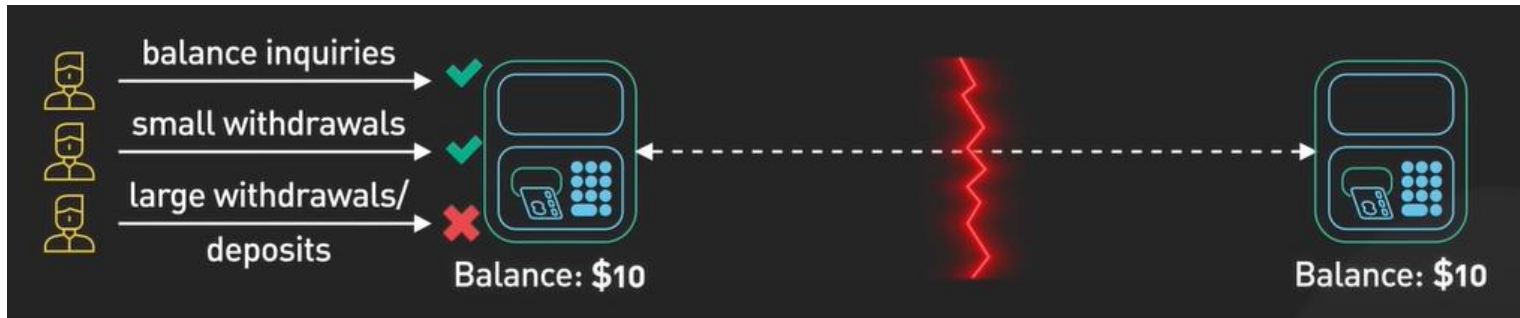 balance inquiries
small withdrawals
large withdrawals/
deposits
Balance: $10
Balance: $10